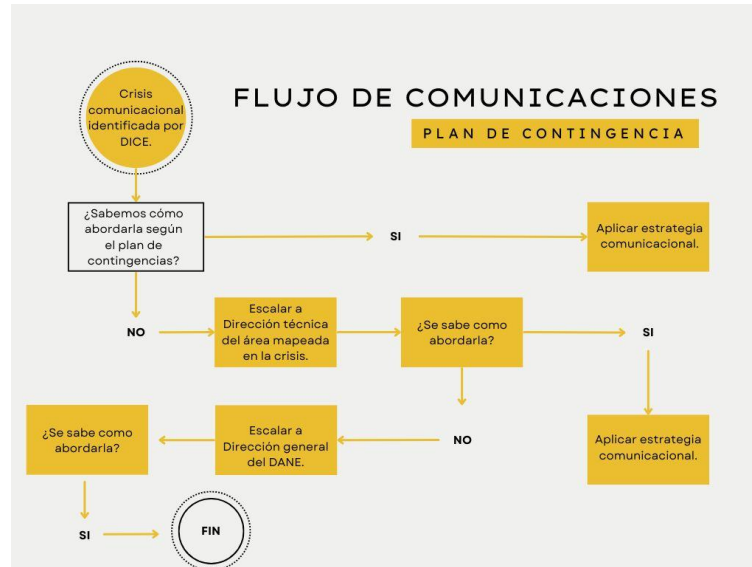 FLUJO DE COMUNICACIONES
PLAN DE CONTINGENCIA
Crisis
comunicacional
identificada por
DICE.
¿Sabemos cómo
abordarla según
el plan de
contingencias?
SI
Aplicar estrategia
comunicacional.
NO
Escalar a
Dirección técnica
del área mapeada
en la crisis.
¿Se sabe como
abordarla?
SI
Aplicar estrategia
comunicacional.
NO
Escalar a
Dirección general
del DANE.
¿Se sabe como
abordarla?
SI
FIN